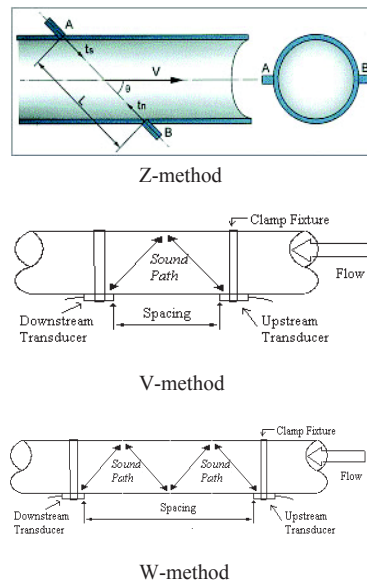 A
ts
V
L
θ
tn
B
A
B
Z-method
Clamp Fixture
Sound
Path
Flow
Spacing
Downstream
Transducer
Upstream
Transducer
V-method
Clamp Fixture
Sound
Path
Sound
Path
Flow
Spacing
Downstream
Transducer
Upstream
Transducer
W-method